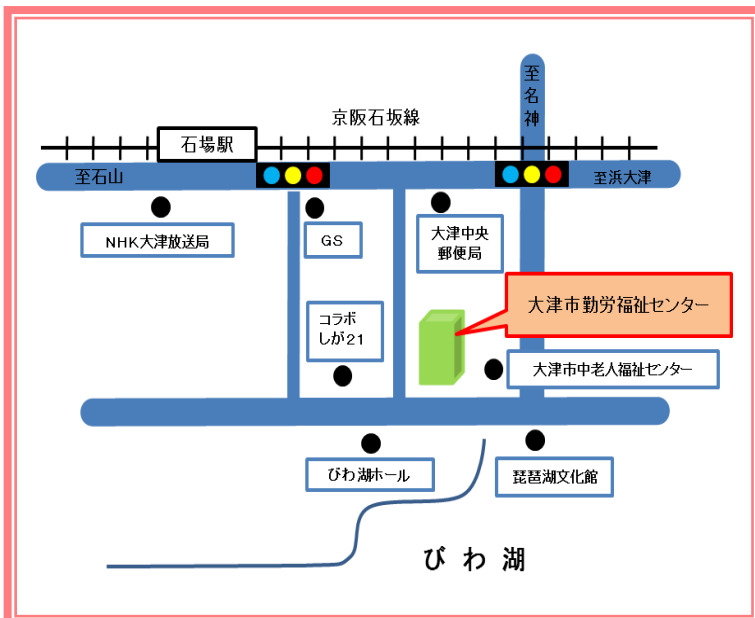 至名神
京阪石坂線
石場駅
至石山
至浜大津
NHK大津放送局
GS
大津中央
郵便局
大津市勤労福祉センター
コラボ
しが21
大津市中老人福祉センター
びわ湖ホール
琵琶湖文化館
びわ湖